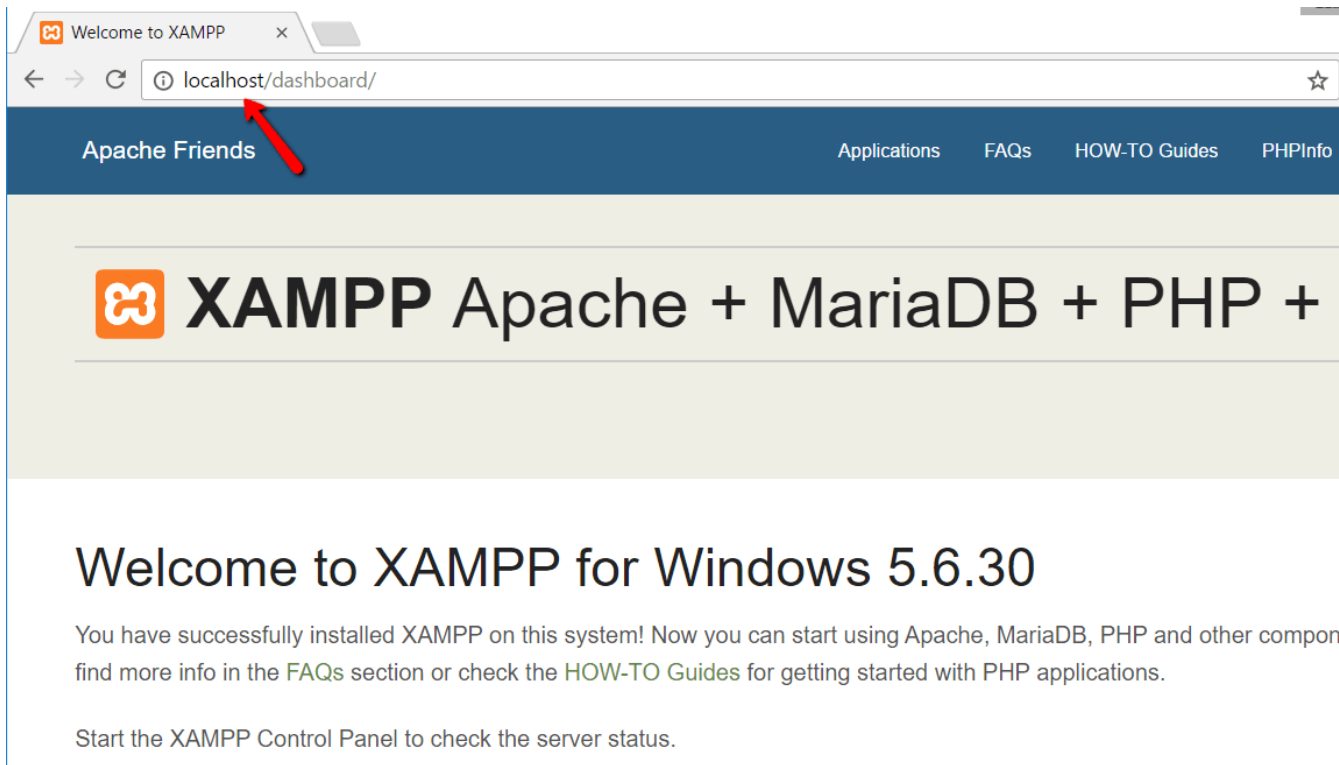 Welcome to XAMPP
localhost/dashboard/
Apache Friends
Applications FAQs HOW-TO Guides PHPInfo
XAMPP Apache + MariaDB + PHP +
Welcome to XAMPP for Windows 5.6.30
You have successfully installed XAMPP on this system! Now you can start using Apache, MariaDB, PHP and other compon
find more info in the FAQs section or check the HOW-TO Guides for getting started with PHP applications.
Start the XAMPP Control Panel to check the server status.